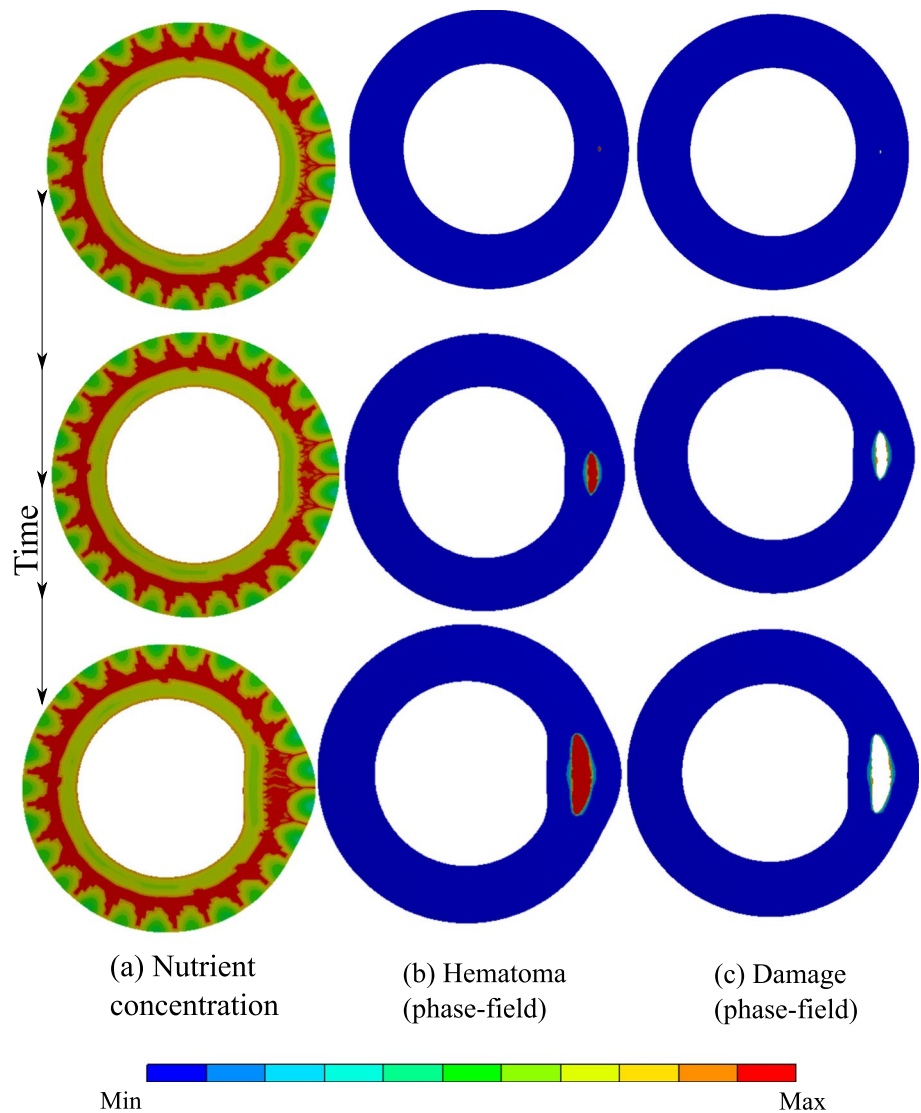 Time
(a) Nutrient
concentration
(b) Hematoma
(phase-field)
(c) Damage
(phase-field)
Min
Max